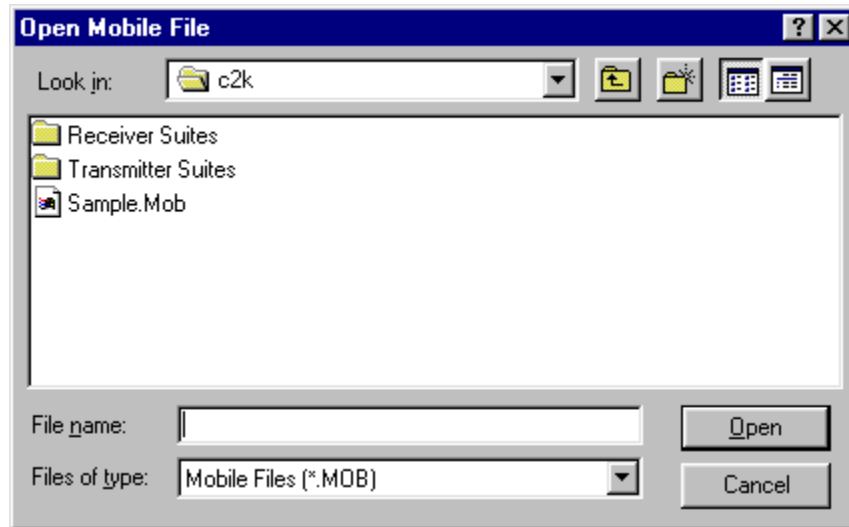 Open Mobile File
Look in: c2k
Receiver Suites
Transmitter Suites
Sample.Mob
File name: Open
Files of type: Mobile Files (*.MOB) Cancel